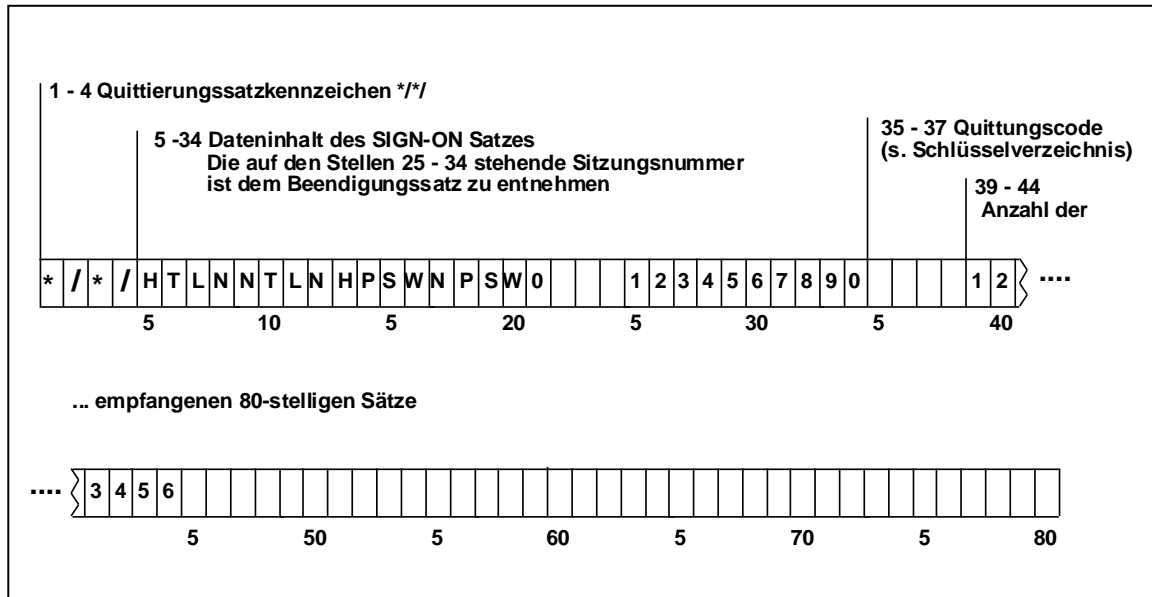 1 - 4 Quittierungssatzkennzeichen */*/
5 -34 Dateninhalt des SIGN-ON Satzes
Die auf den Stellen 25 - 34 stehende Sitzungsnummer
ist dem Beendigungssatz zu entnehmen
35 - 37 Quittungscode
(s. Schlüsselverzeichnis)
39 - 44
Anzahl der
* / * / H T L N N T L N H P S W N P S W 0 1 2 3 4 5 6 7 8 9 0 1 2 ....
5 10 5 20 5 30 5 40
... empfangenen 80-stelligen Sätze
.... 3 4 5 6
5 50 5 60 5 70 5 80